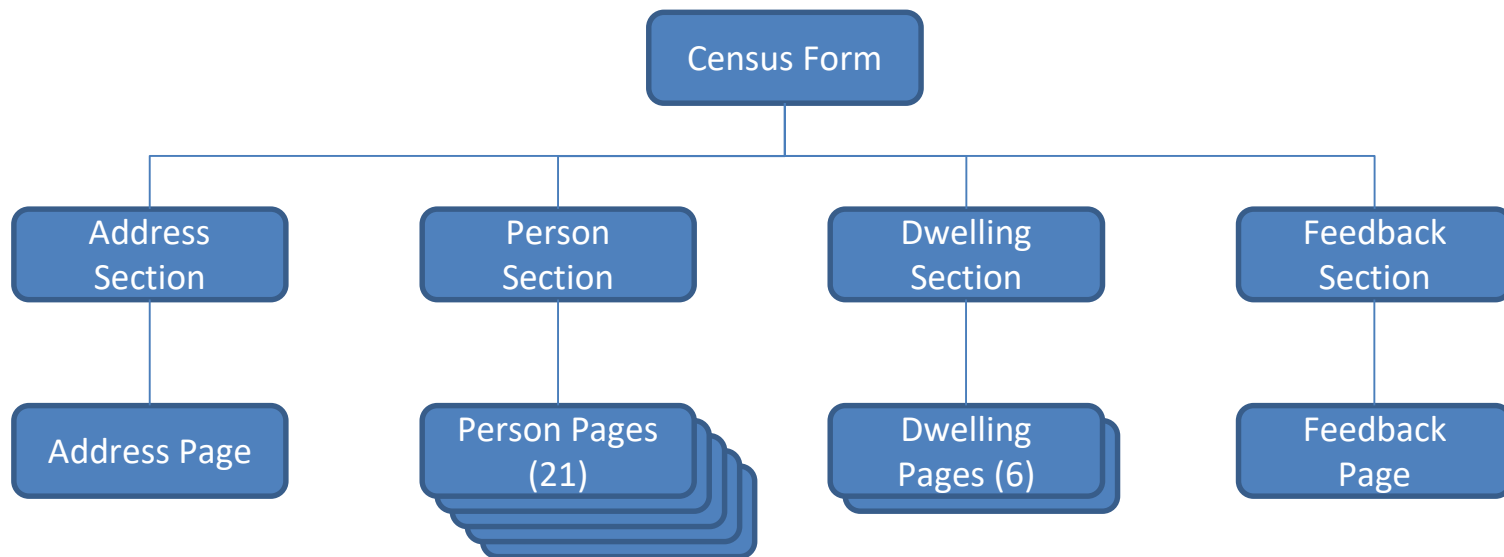 Census Form
Address
Section
Person
Section
Dwelling
Section
Feedback
Section
Address Page
Person Pages
(21)
Dwelling
Pages (6)
Feedback
Page